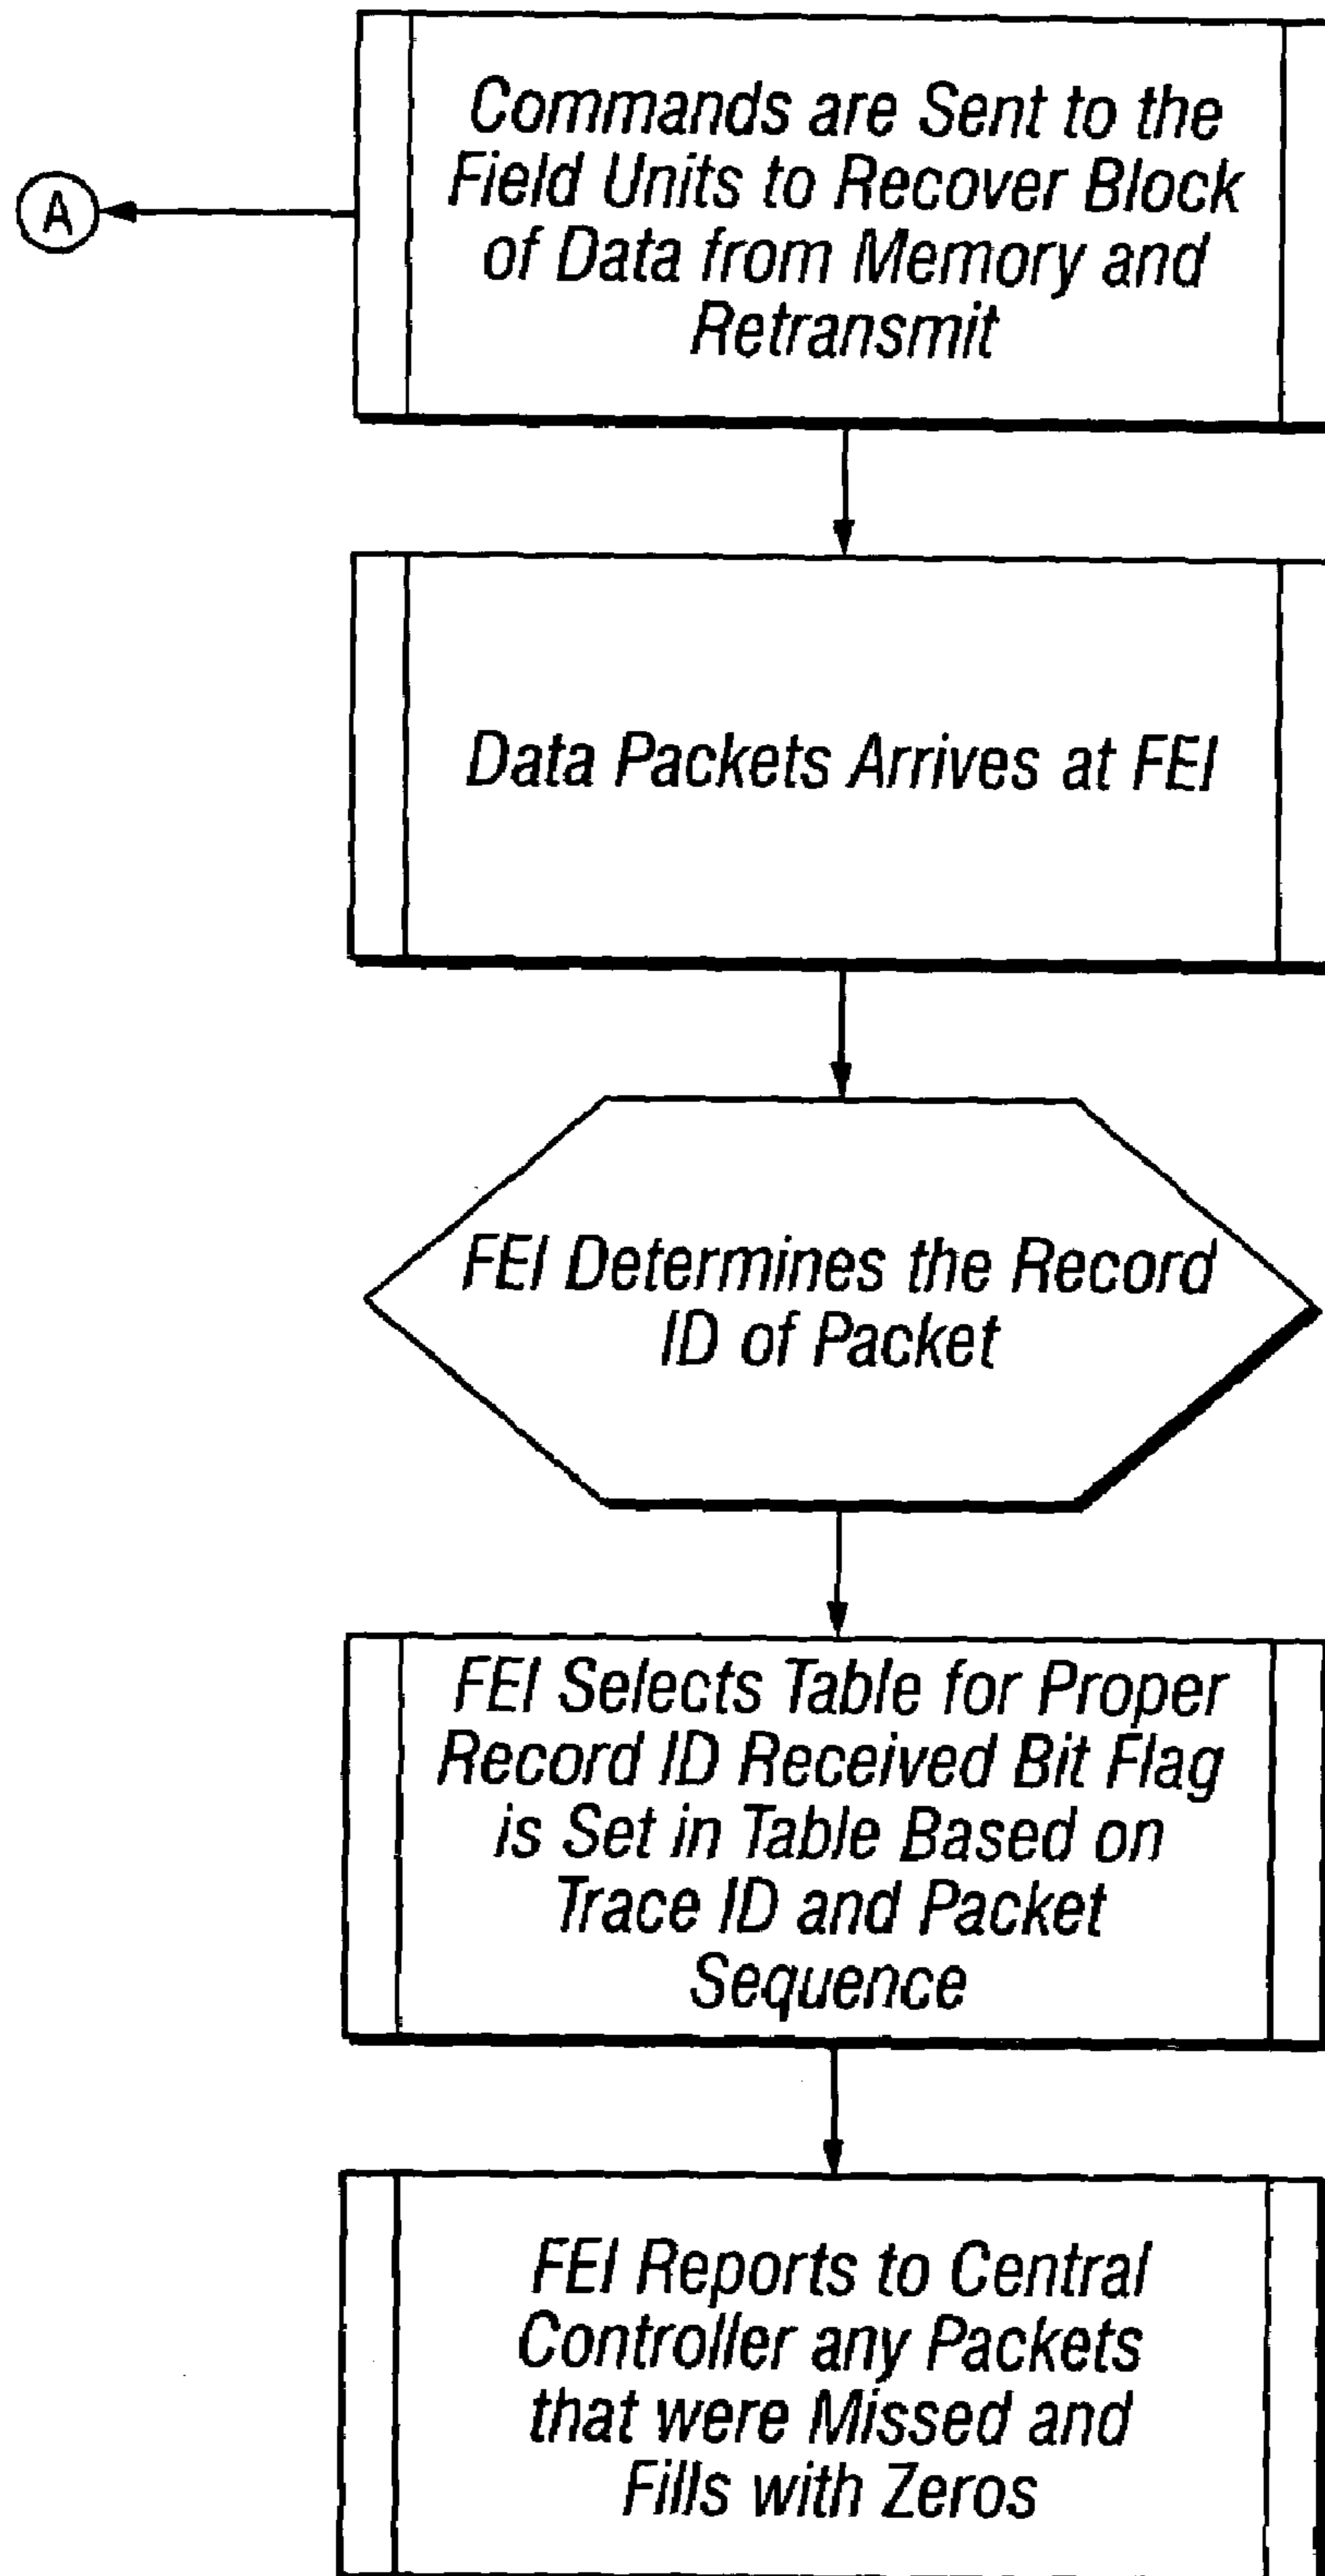 Commands are Sent to the
Field Units to Recover Block
of Data from Memory and
Retransmit
A
Data Packets Arrives at FEI
FEI Determines the Record
ID of Packet
FEI Selects Table for Proper
Record ID Received Bit Flag
is Set in Table Based on
Trace ID and Packet
Sequence
FEI Reports to Central
Controller any Packets
that were Missed and
Fills with Zeros